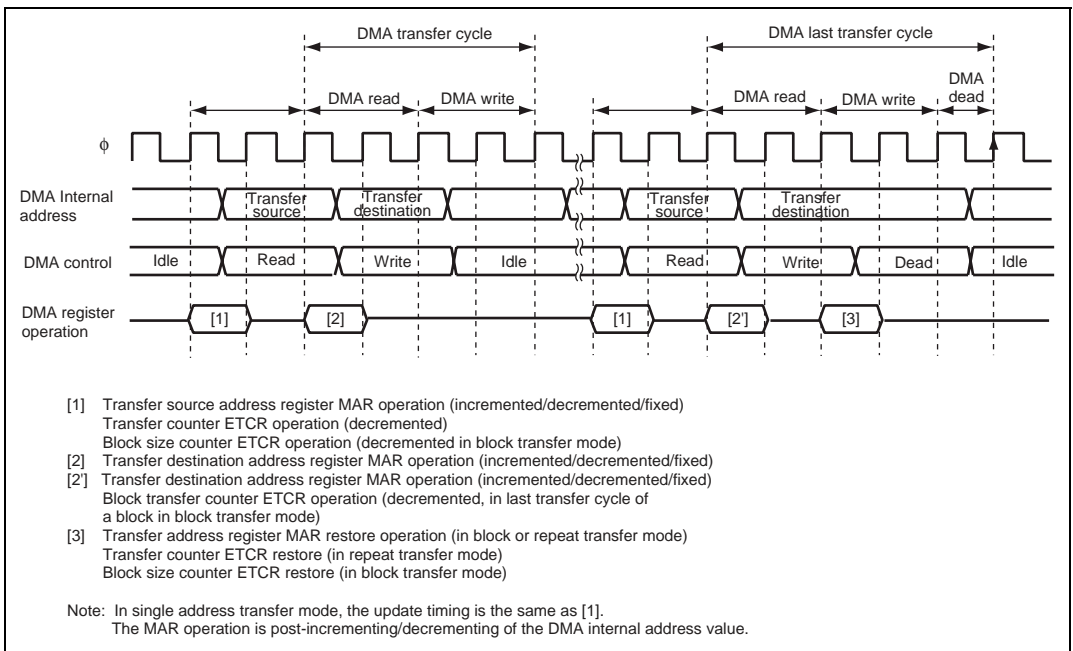 DMA transfer cycle
DMA last transfer cycle
DMA read
DMA write
DMA read
DMA write
DMA
dead
ϕ
DMA Internal
address
Transfer
source
Transfer
destination
Transfer
source
Transfer
destination
DMA control
Idle
Read
Write
Idle
Read
Write
Dead
Idle
DMA register
operation
[1]
[2]
[1]
[2']
[3]
[1] Transfer source address register MAR operation (incremented/decremented/fixed)
Transfer counter ETCR operation (decremented)
Block size counter ETCR operation (decremented in block transfer mode)
[2] Transfer destination address register MAR operation (incremented/decremented/fixed)
[2'] Transfer destination address register MAR operation (incremented/decremented/fixed)
Block transfer counter ETCR operation (decremented, in last transfer cycle of
a block in block transfer mode)
[3] Transfer address register MAR restore operation (in block or repeat transfer mode)
Transfer counter ETCR restore (in repeat transfer mode)
Block size counter ETCR restore (in block transfer mode)
Note: In single address transfer mode, the update timing is the same as [1].
The MAR operation is post-incrementing/decrementing of the DMA internal address value.